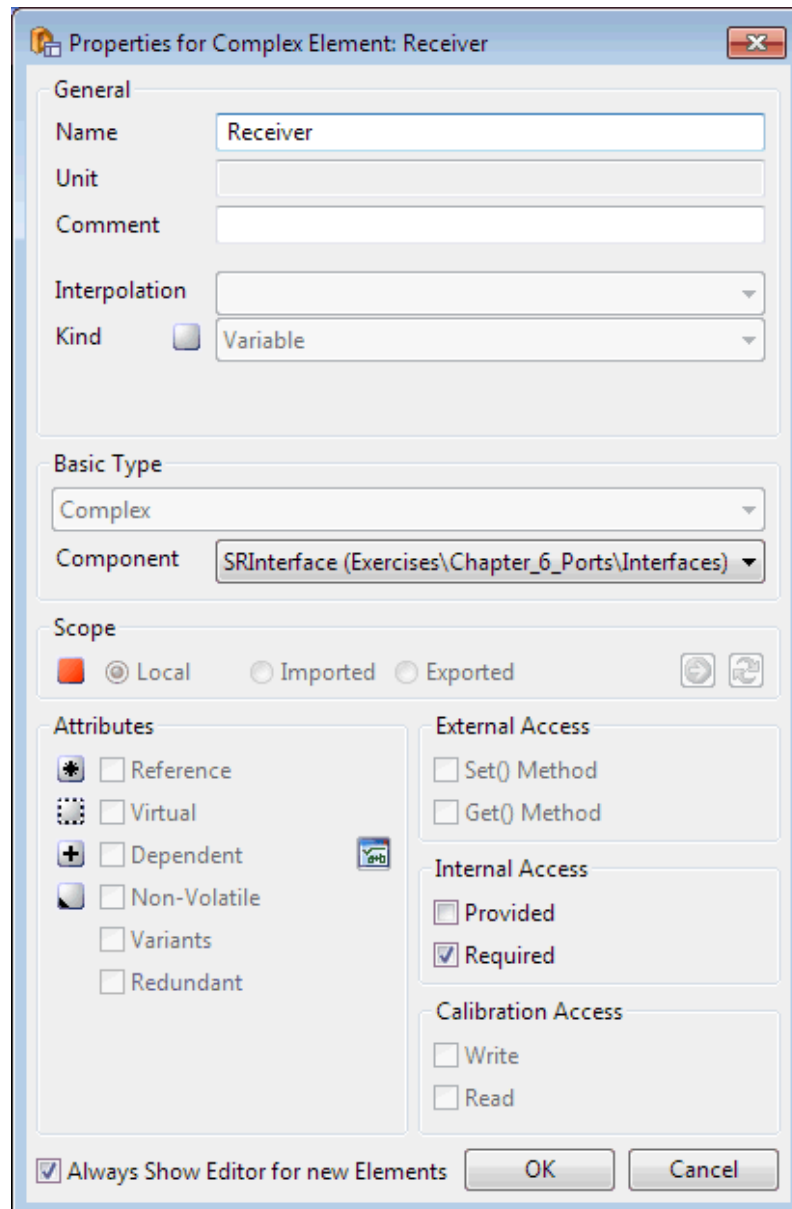 Properties for Complex Element: Receiver
General
Name Receiver
Unit
Comment
Interpolation
Kind Variable
Basic Type
Complex
Component SRInterface (Exercises\Chapter_6_Ports\Interfaces)
Scope
Local Imported Exported
Attributes
Reference
Virtual
Dependent
Non-Volatile
Variants
Redundant
External Access
Set() Method
Get() Method
Internal Access
Provided
Required
Calibration Access
Write
Read
Always Show Editor for new Elements OK Cancel